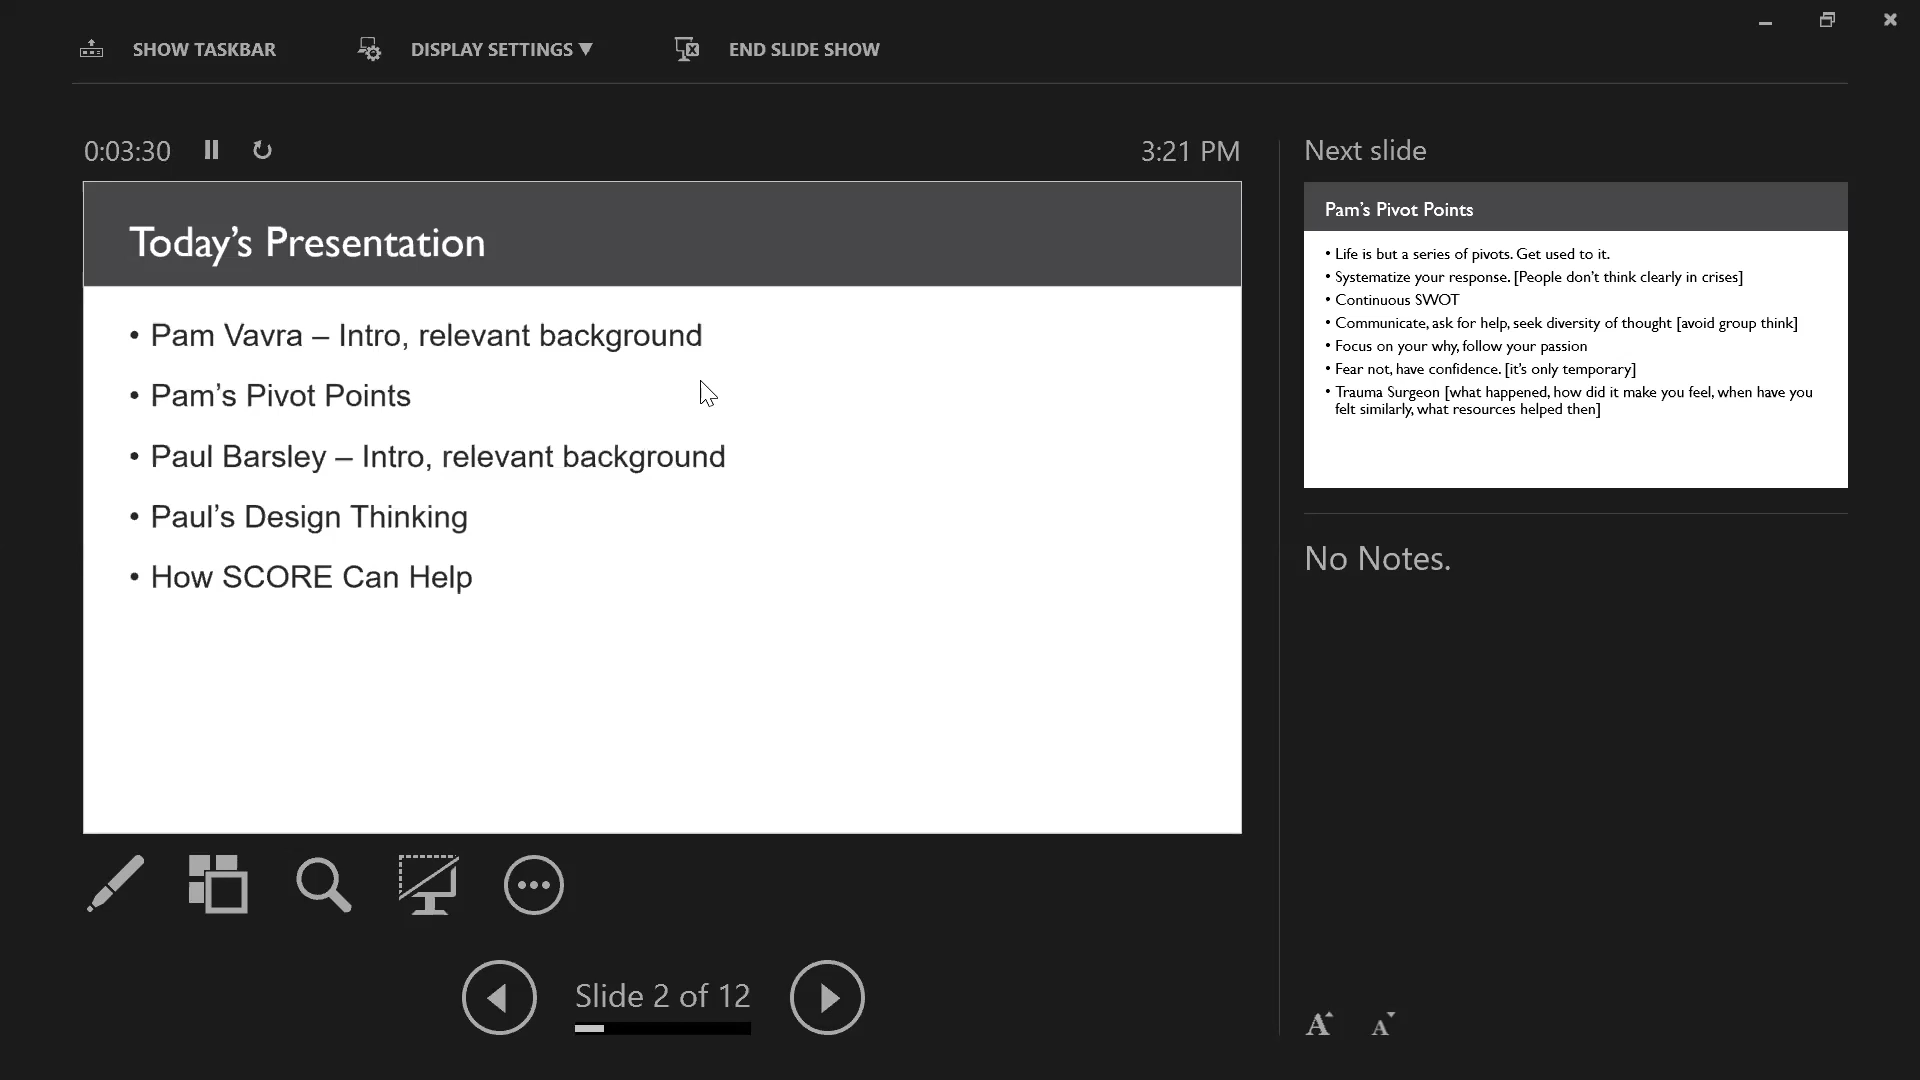 SHOW TASKBAR
DISPLAY SETTINGS ▼
END SLIDE SHOW
0:03:30
3:21 PM
Today’s Presentation
• Pam Vavra – Intro, relevant background
• Pam’s Pivot Points
• Paul Barsley – Intro, relevant background
• Paul’s Design Thinking
• How SCORE Can Help
Slide 2 of 12
Next slide
Pam’s Pivot Points
• Life is but a series of pivots. Get used to it.
• Systematize your response. [People don’t think clearly in crises]
• Continuous SWOT
• Communicate, ask for help, seek diversity of thought [avoid group think]
• Focus on your why, follow your passion
• Fear not, have confidence. [it’s only temporary]
• Trauma Surgeon [what happened, how did it make you feel, when have you
felt similarly, what resources helped then]
No Notes.
A A